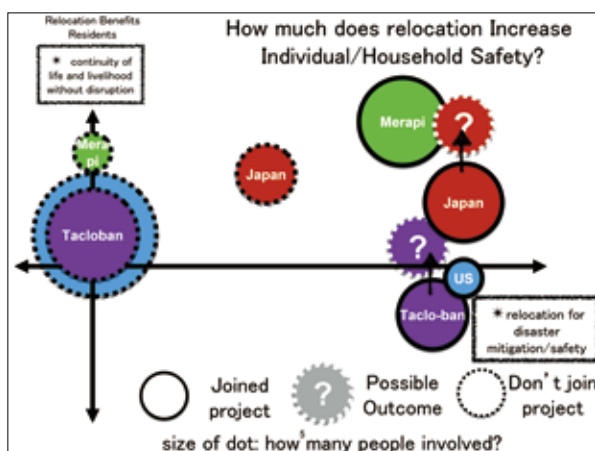 Relocation Benefits
Residents
* continuity of
life and livelihood
without disruption
How much does relocation Increase
Individual/Household Safety?
Mera
pi
Tacloban
Japan
Merapi
?
Japan
?
US
Taclo-ban
* relocation for
disaster
mitigation/safety
Joined
project
?
Possible
Outcome
Don't join
project
size of dot: how many people involved?
s